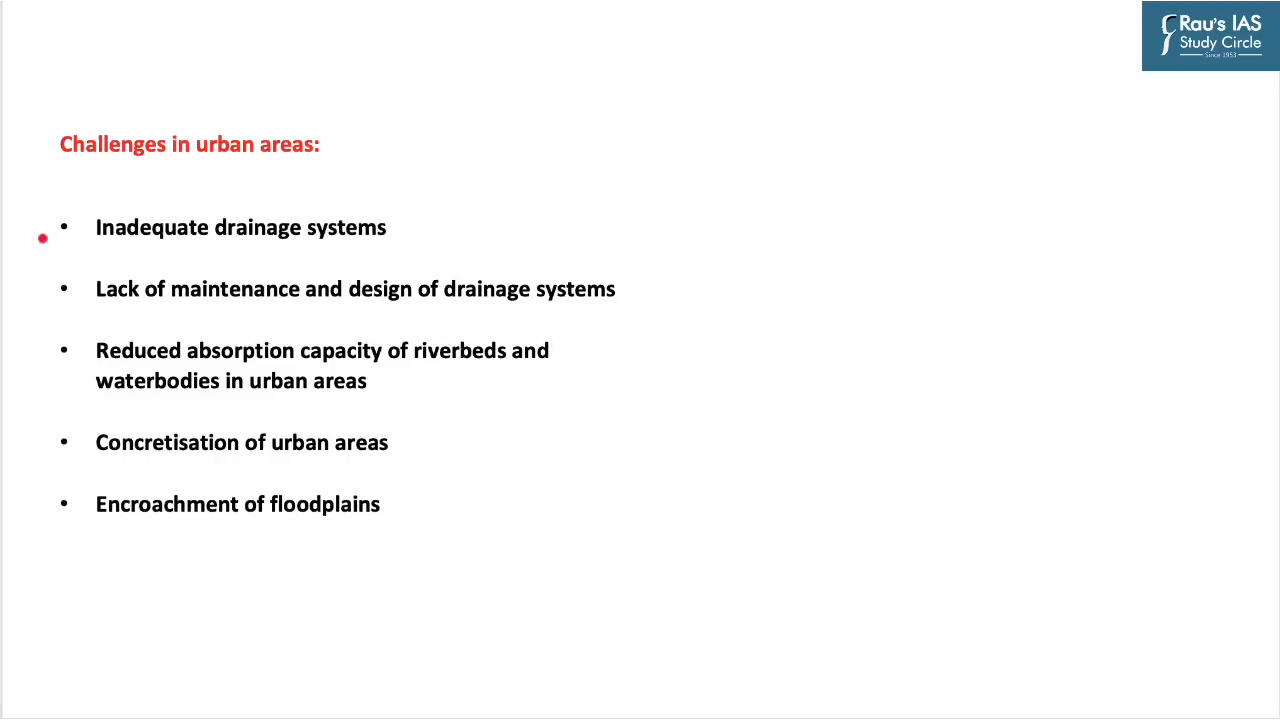 Rau's IAS
Study Circle
Since 1953
Challenges in urban areas:
• Inadequate drainage systems
• Lack of maintenance and design of drainage systems
• Reduced absorption capacity of riverbeds and
waterbodies in urban areas
• Concretisation of urban areas
• Encroachment of floodplains